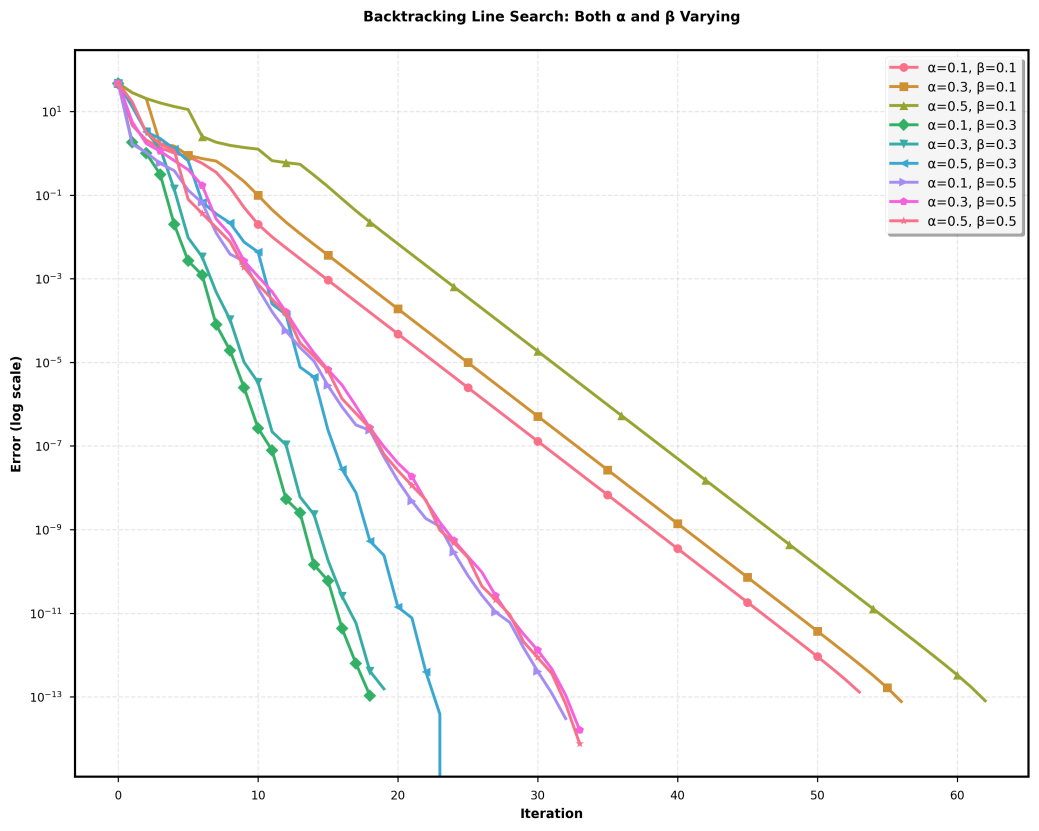 Backtracking Line Search: Both α and β Varying
Error (log scale)
10¹
10⁻¹
10⁻³
10⁻⁵
10⁻⁷
10⁻⁹
10⁻¹¹
10⁻¹³
α=0.1, β=0.1
α=0.3, β=0.1
α=0.5, β=0.1
α=0.1, β=0.3
α=0.3, β=0.3
α=0.5, β=0.3
α=0.1, β=0.5
α=0.3, β=0.5
α=0.5, β=0.5
0 10 20 30 40 50 60
Iteration